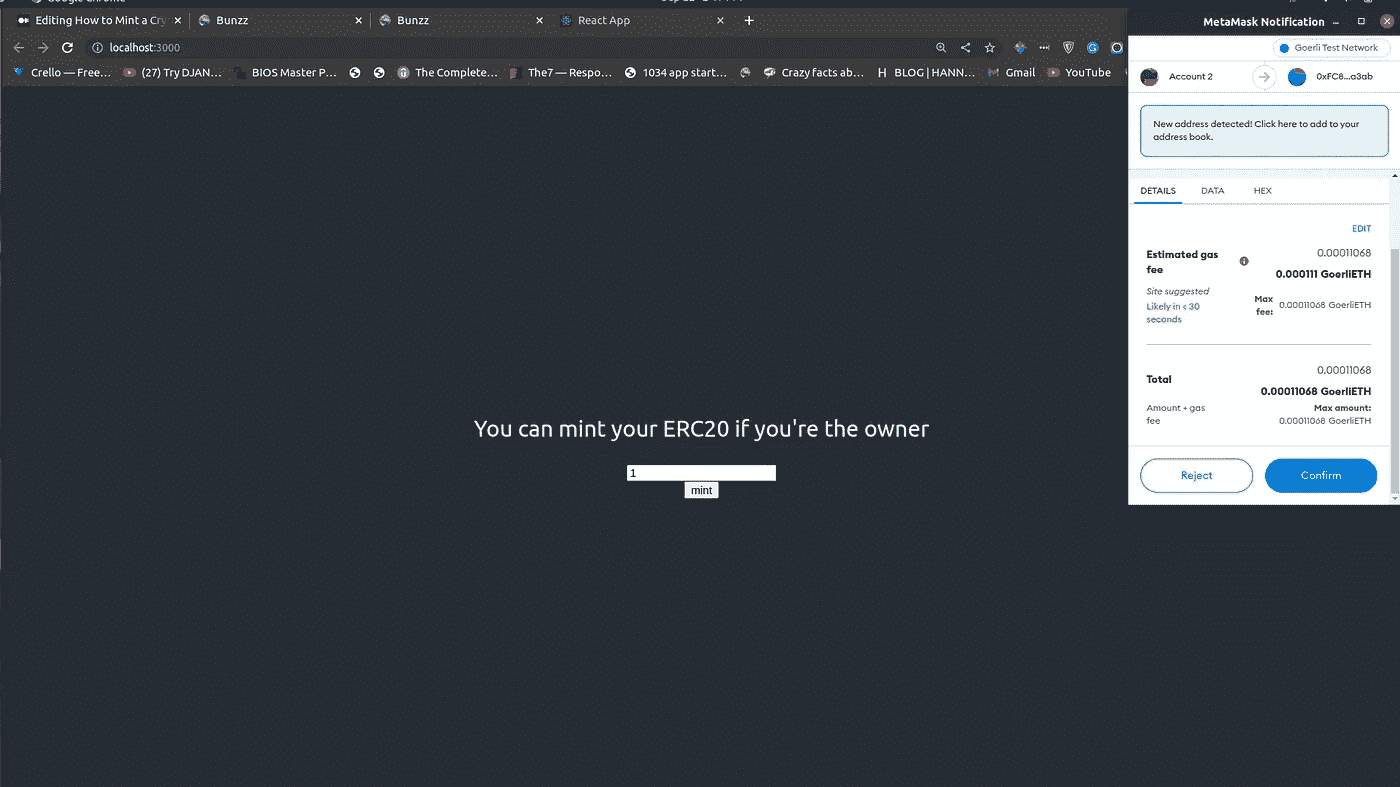 Google Chrome
Editing How to Mint a Cry
Bunzz
Bunzz
React App
MetaMask Notification
localhost:3000
Goerli Test Network
Crello — Free...
(27) Try DJAN...
BIOS Master P...
The Complete...
The7 — Respo...
1034 app start...
Crazy facts ab...
H BLOG | HANN...
Gmail
YouTube
Account 2
0xFC8...a3ab
New address detected! Click here to add to your
address book.
DETAILS
DATA
HEX
EDIT
Estimated gas
fee
0.00011068
0.000111 GoerliETH
Site suggested
Likely in < 30
seconds
Max
fee:
0.00011068 GoerliETH
Total
0.00011068
0.00011068 GoerliETH
Amount + gas
fee
Max amount:
0.00011068 GoerliETH
Reject
Confirm
You can mint your ERC20 if you're the owner
1
mint